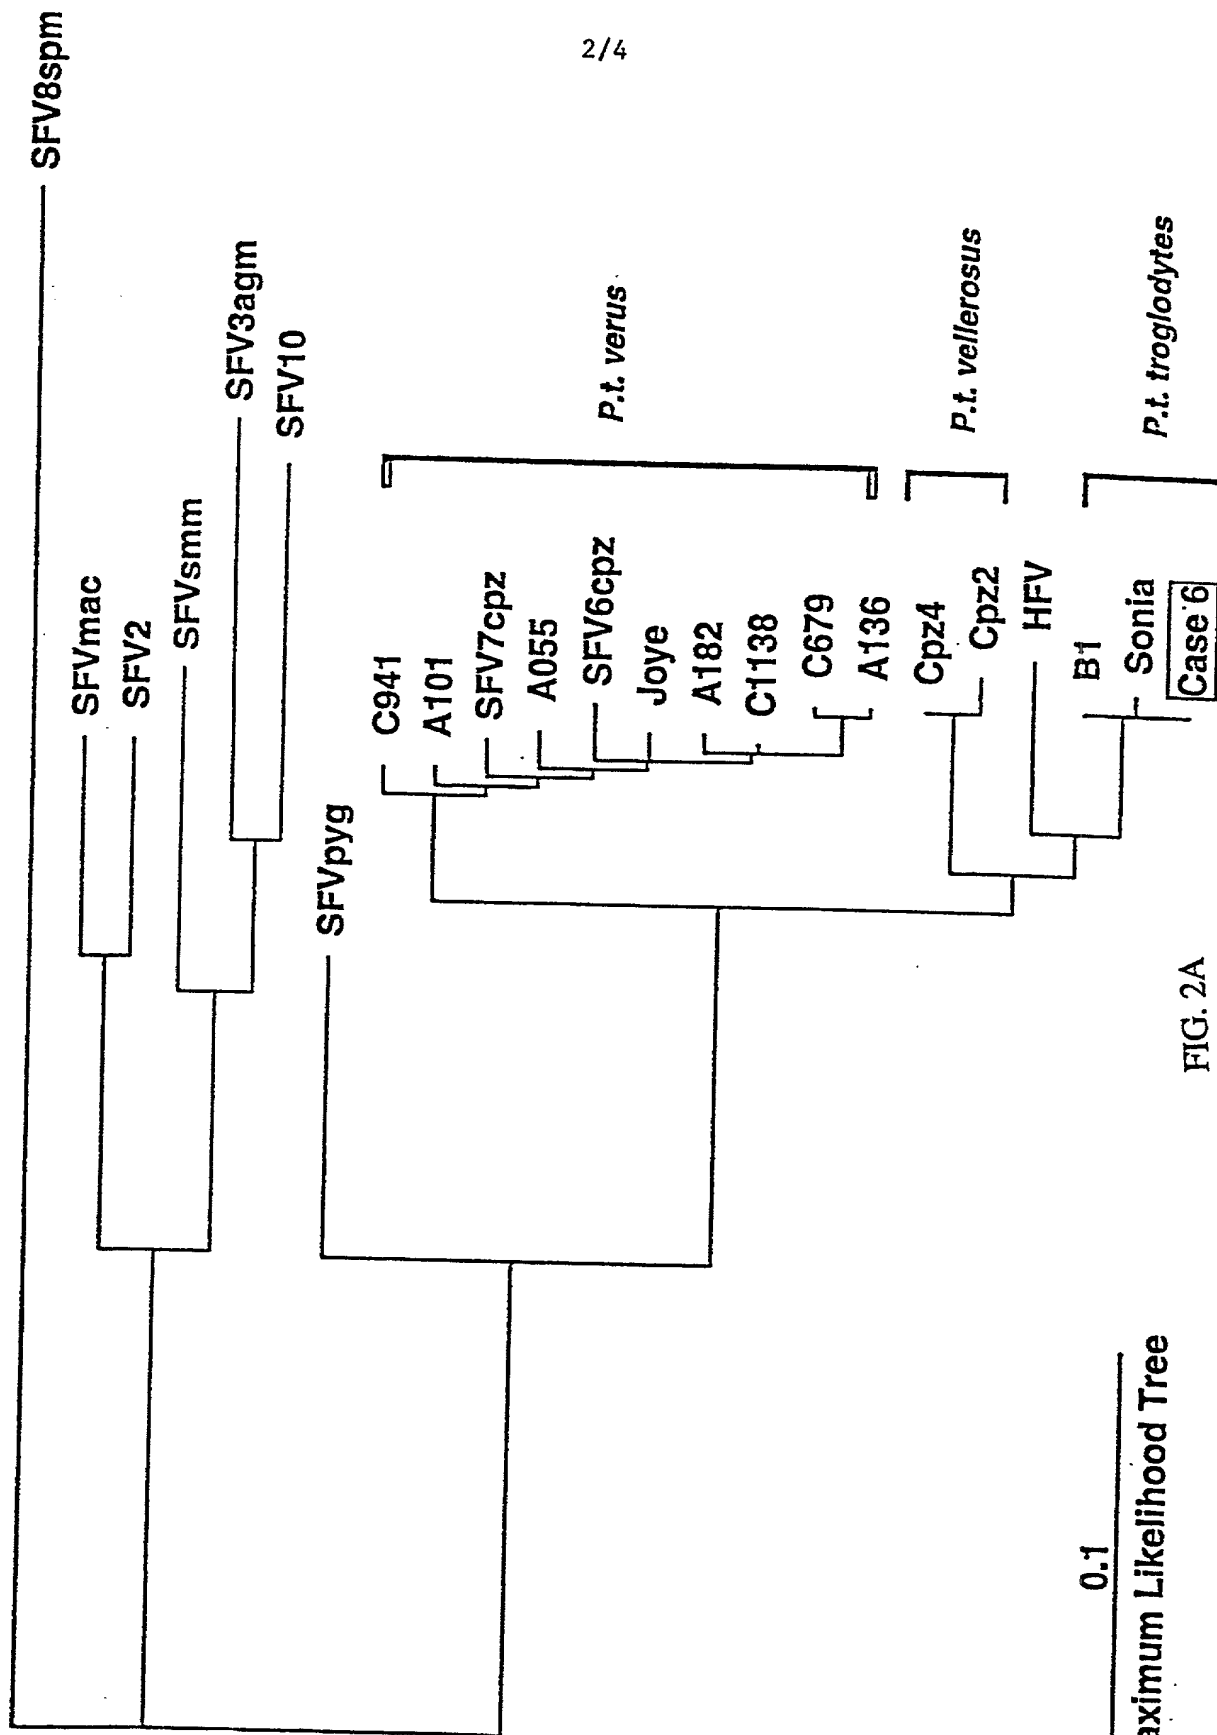 2/4
SFV8spm
SFVmac
SFV2
SFVsmm
SFV3agm
SFV10
SFVpyg
C941
A101
SFV7cpz
A055
SFV6cpz
Joye
A182
C1138
C679
A136
P.t. verus
Cpz4
Cpz2
P.t. vellerosus
HFV
B1
Sonia
Case 6
P.t. troglodytes
0.1
aximum Likelihood Tree
FIG. 2A